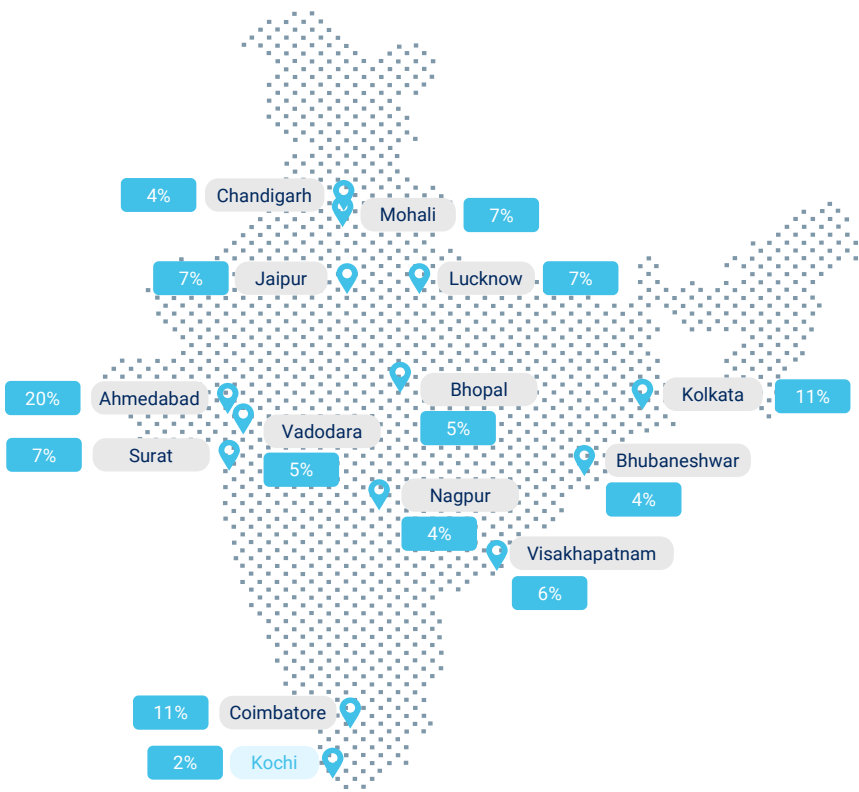 4% Chandigarh
Mohali 7%
7% Jaipur
Lucknow 7%
20% Ahmedabad
Bhopal
5%
Kolkata 11%
Vadodara
5%
7% Surat
Bhubaneshwar
4%
Nagpur
4%
Visakhapatnam
6%
11% Coimbatore
2% Kochi